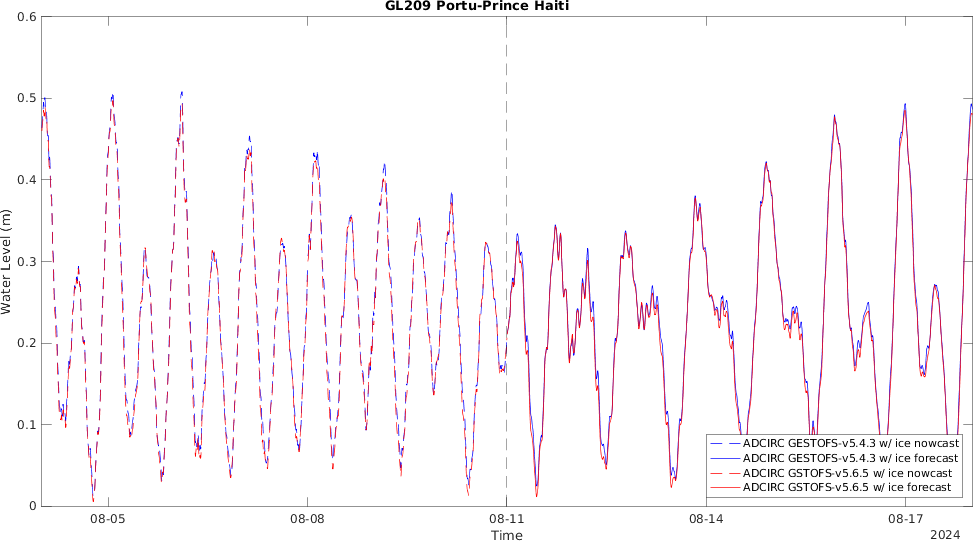 GL209 Portu-Prince Haiti
0.6
0.5
0.4
0.3
0.2
0.1
0
Water Level (m)
08-05
08-08
08-11
08-14
08-17
Time
2024
ADCIRC GESTOFS-v5.4.3 w/ ice nowcast
ADCIRC GESTOFS-v5.4.3 w/ ice forecast
ADCIRC GSTOFS-v5.6.5 w/ ice nowcast
ADCIRC GSTOFS-v5.6.5 w/ ice forecast